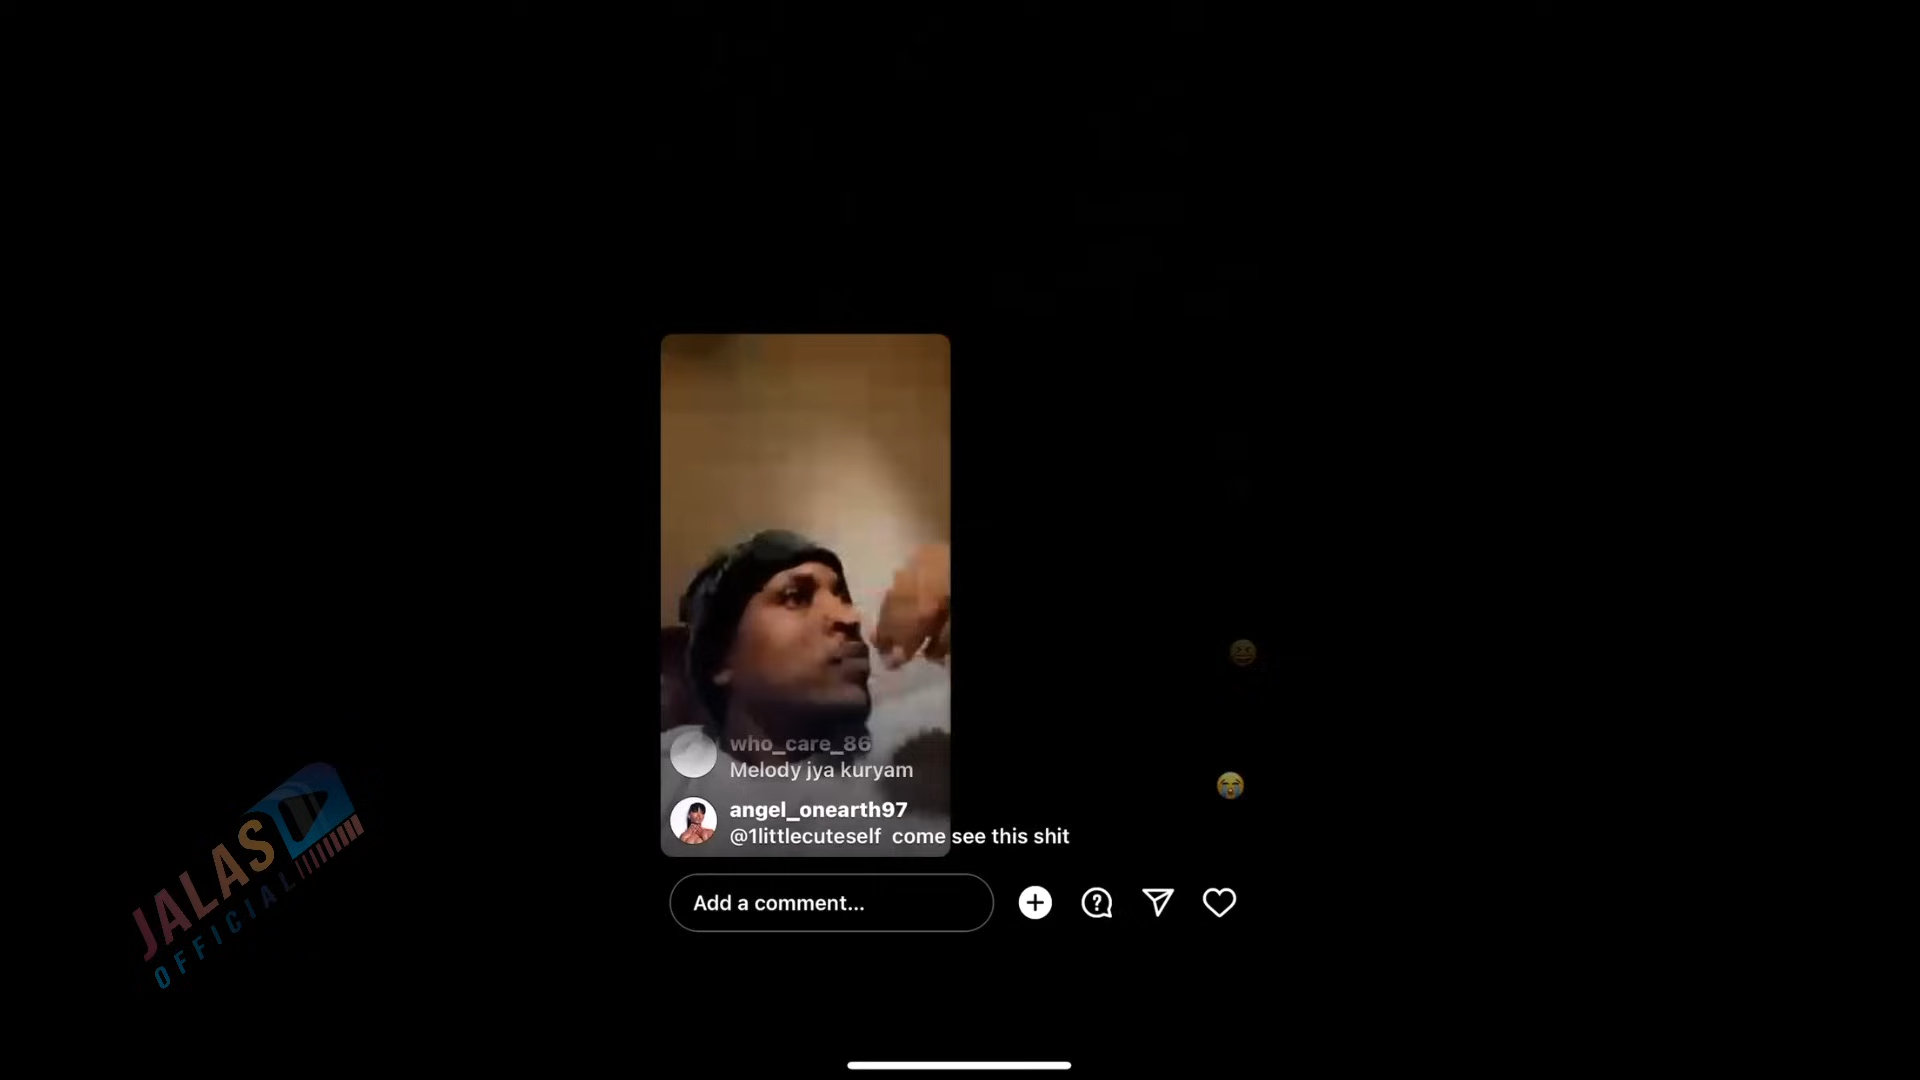 who_care_86
Melody jya kuryam
angel_onearth97
@1littlecuteself come see this shit
Add a comment...
JALAS
OFFICIAL